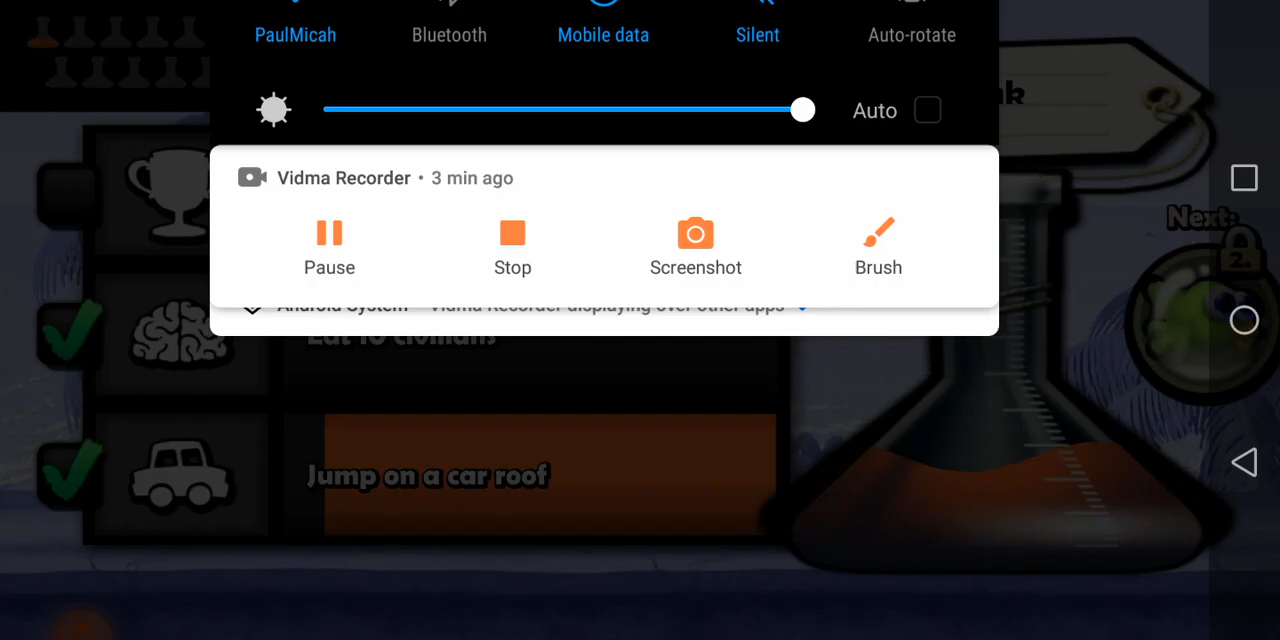 PaulMicah Bluetooth Mobile data Silent Auto-rotate
Auto
Vidma Recorder • 3 min ago
Pause Stop Screenshot Brush
Android System Vidma Recorder displaying over other apps
Next:
2.
Eat 10 civilians
Jump on a car roof